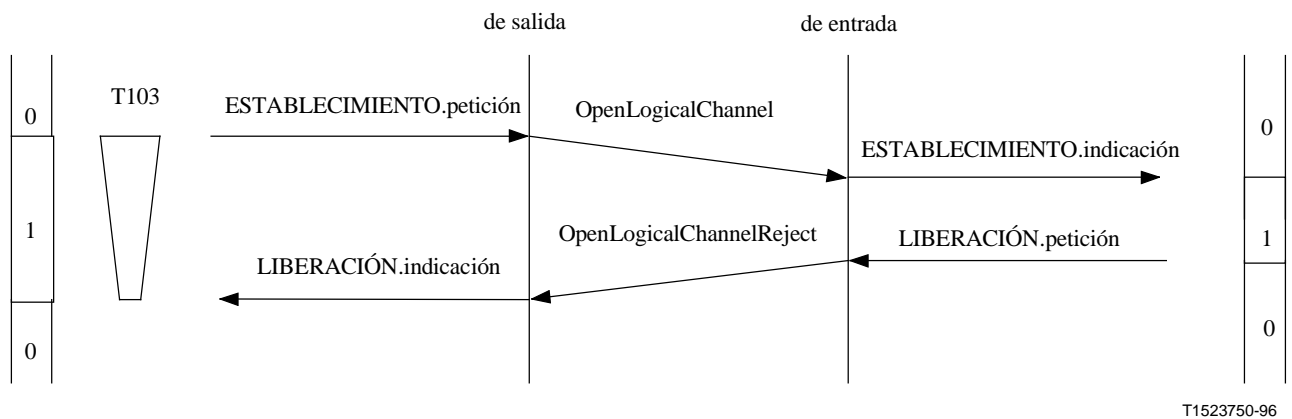 de salida
de entrada
T103
ESTABLECIMIENTO.petición
OpenLogicalChannel
0
0
ESTABLECIMIENTO.indicación
1
OpenLogicalChannelReject
LIBERACIÓN.petición
1
LIBERACIÓN.indicación
0
0
T1523750-96